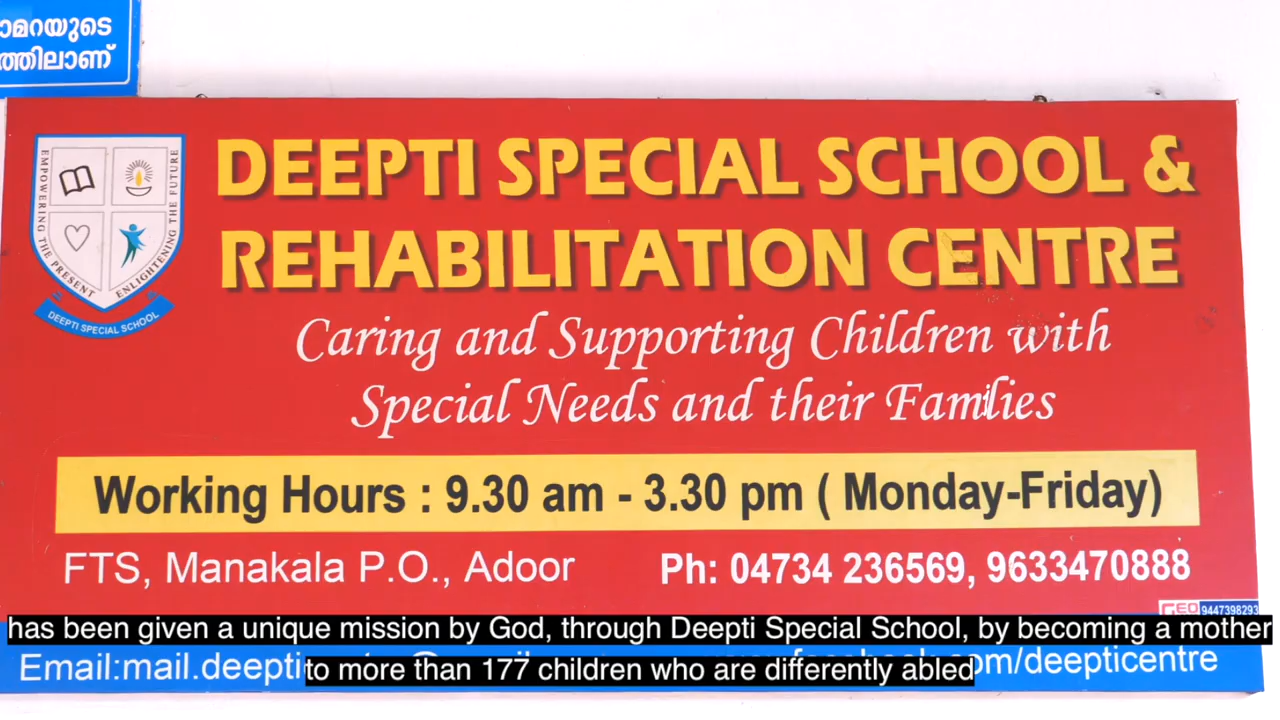 ാമറയുടെ
ത്തിലാണ്
DEEPTI SPECIAL SCHOOL &
REHABILITATION CENTRE
EMPOWERING THE PRESENT
ENLIGHTENING THE FUTURE
DEEPTI SPECIAL SCHOOL
Caring and Supporting Children with
Special Needs and their Families
Working Hours : 9.30 am - 3.30 pm ( Monday-Friday)
FTS, Manakala P.O., Adoor
Ph: 04734 236569, 9633470888
GEO 9447398293
has been given a unique mission by God, through Deepti Special School, by becoming a mother
to more than 177 children who are differently abled
Email:mail.deepti
om/deepticentre